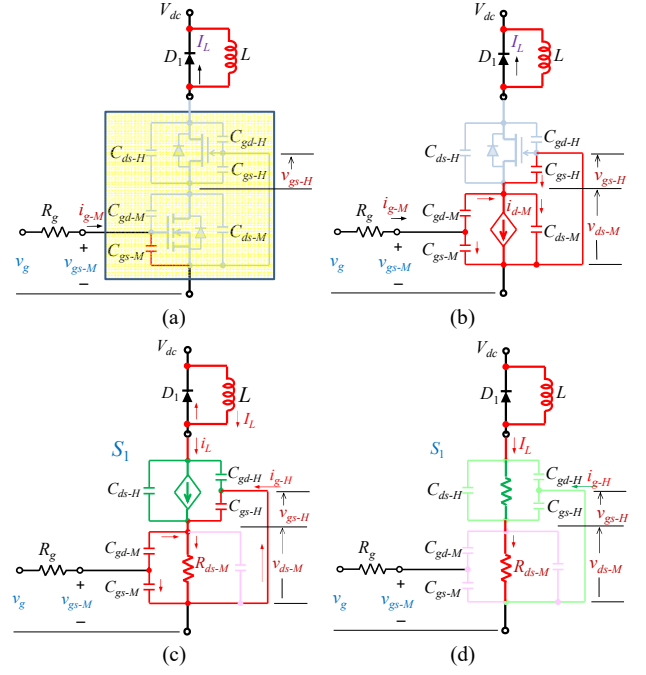 V_dc
I_L
D_1
L
C_gd-H
C_ds-H
C_gs-H
v_gs-H
i_g-M
C_gd-M
R_g
C_ds-M
+
C_gs-M
v_g
v_gs-M
−
(a)
V_dc
I_L
D_1
L
C_gd-H
C_ds-H
C_gs-H
v_gs-H
i_g-M
i_d-M
C_gd-M
R_g
v_ds-M
C_ds-M
+
C_gs-M
v_g
v_gs-M
−
(b)
V_dc
D_1
L
I_L
i_L
S_1
C_gd-H
i_g-H
C_ds-H
C_gs-H
v_gs-H
C_gd-M
R_g
R_ds-M
v_ds-M
+
C_gs-M
v_g
v_gs-M
−
(c)
V_dc
D_1
L
S_1
I_L
C_gd-H
i_g-H
C_ds-H
C_gs-H
v_gs-H
C_gd-M
R_g
R_ds-M
v_ds-M
+
C_gs-M
v_g
v_gs-M
−
(d)